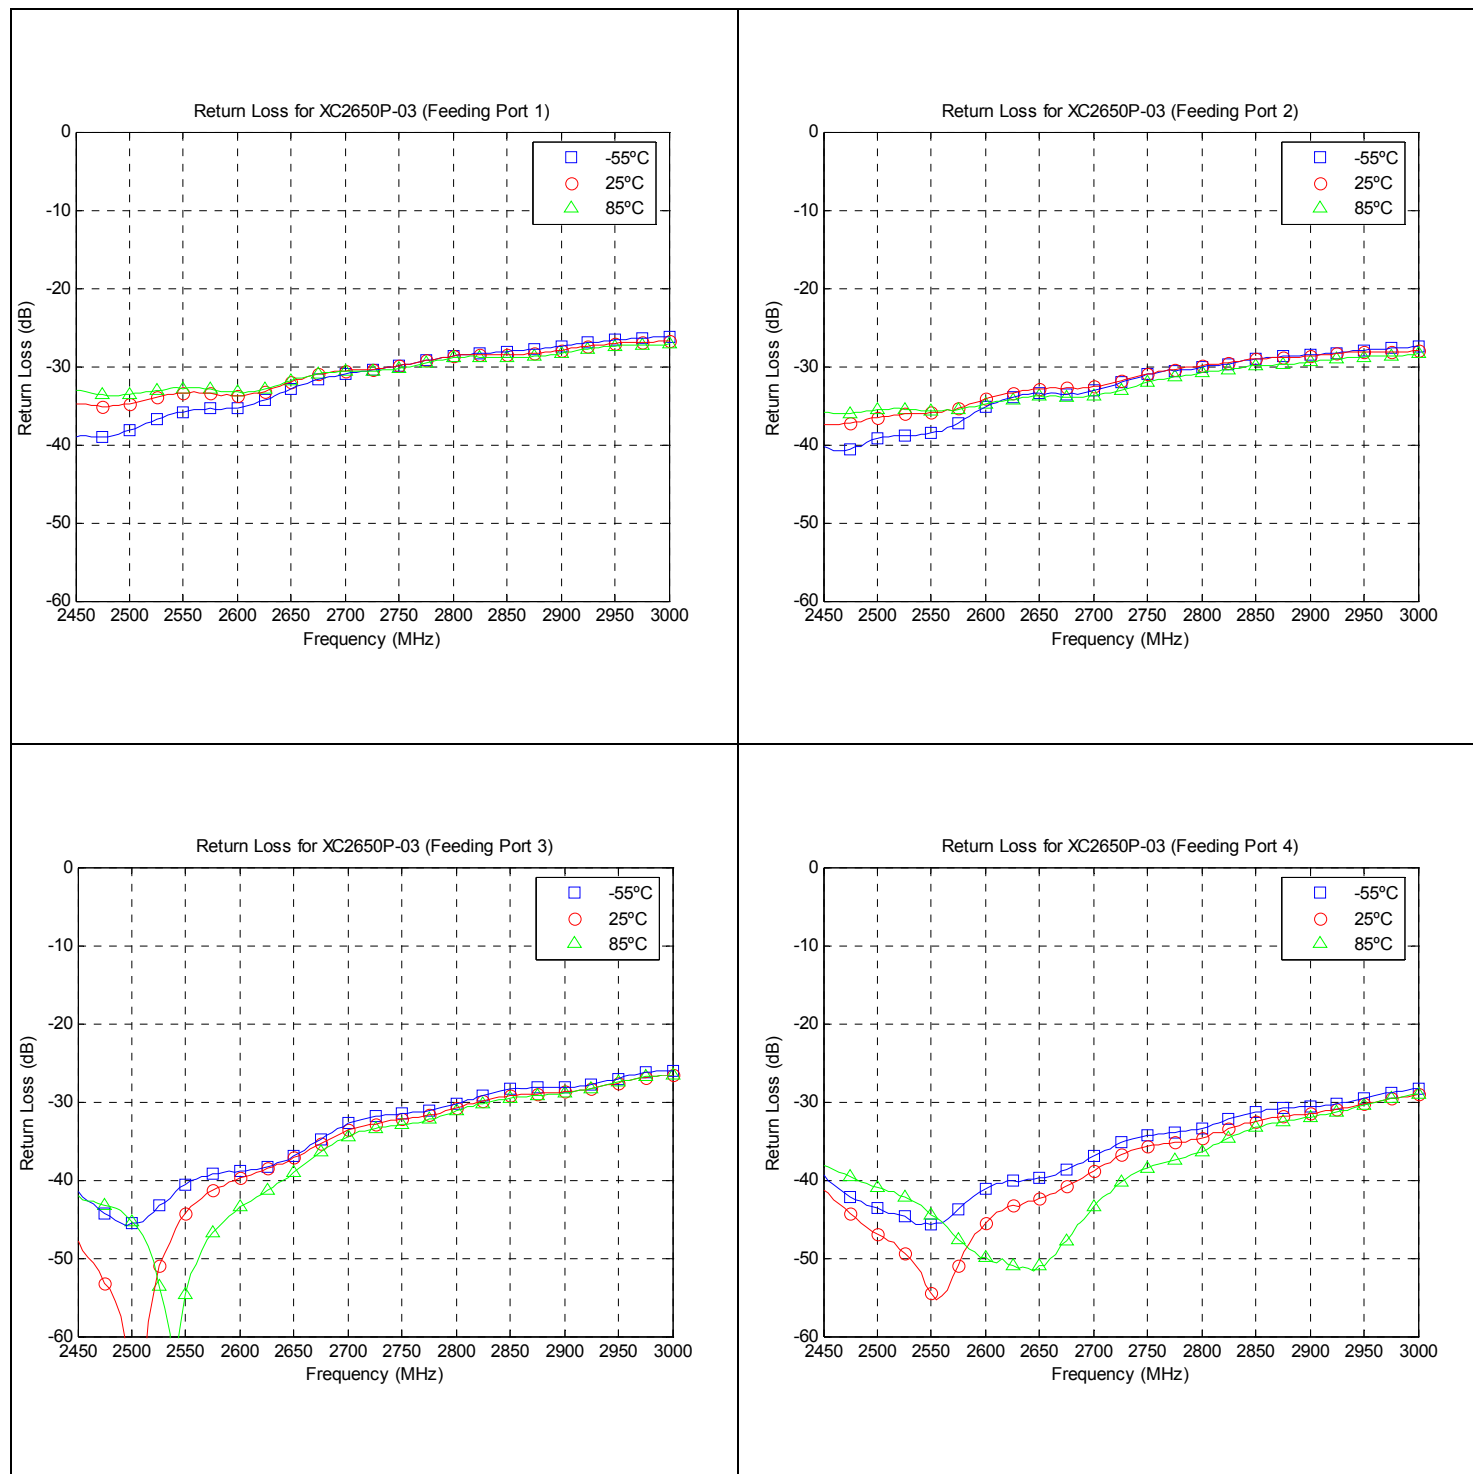 Return Loss for XC2650P-03 (Feeding Port 1)
0
-10
-20
-30
-40
-50
-60
Return Loss (dB)
-55ºC
25ºC
85ºC
2450 2500 2550 2600 2650 2700 2750 2800 2850 2900 2950 3000
Frequency (MHz)
Return Loss for XC2650P-03 (Feeding Port 2)
0
-10
-20
-30
-40
-50
-60
Return Loss (dB)
-55ºC
25ºC
85ºC
2450 2500 2550 2600 2650 2700 2750 2800 2850 2900 2950 3000
Frequency (MHz)
Return Loss for XC2650P-03 (Feeding Port 3)
0
-10
-20
-30
-40
-50
-60
Return Loss (dB)
-55ºC
25ºC
85ºC
2450 2500 2550 2600 2650 2700 2750 2800 2850 2900 2950 3000
Frequency (MHz)
Return Loss for XC2650P-03 (Feeding Port 4)
0
-10
-20
-30
-40
-50
-60
Return Loss (dB)
-55ºC
25ºC
85ºC
2450 2500 2550 2600 2650 2700 2750 2800 2850 2900 2950 3000
Frequency (MHz)